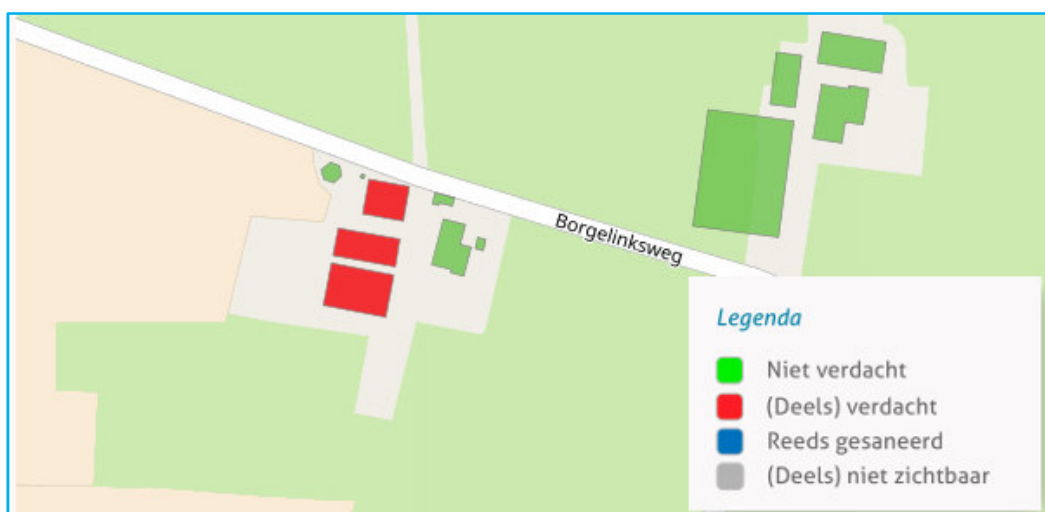 Borgelinksweg
Legenda
Niet verdacht
(Deels) verdacht
Reeds gesaneerd
(Deels) niet zichtbaar